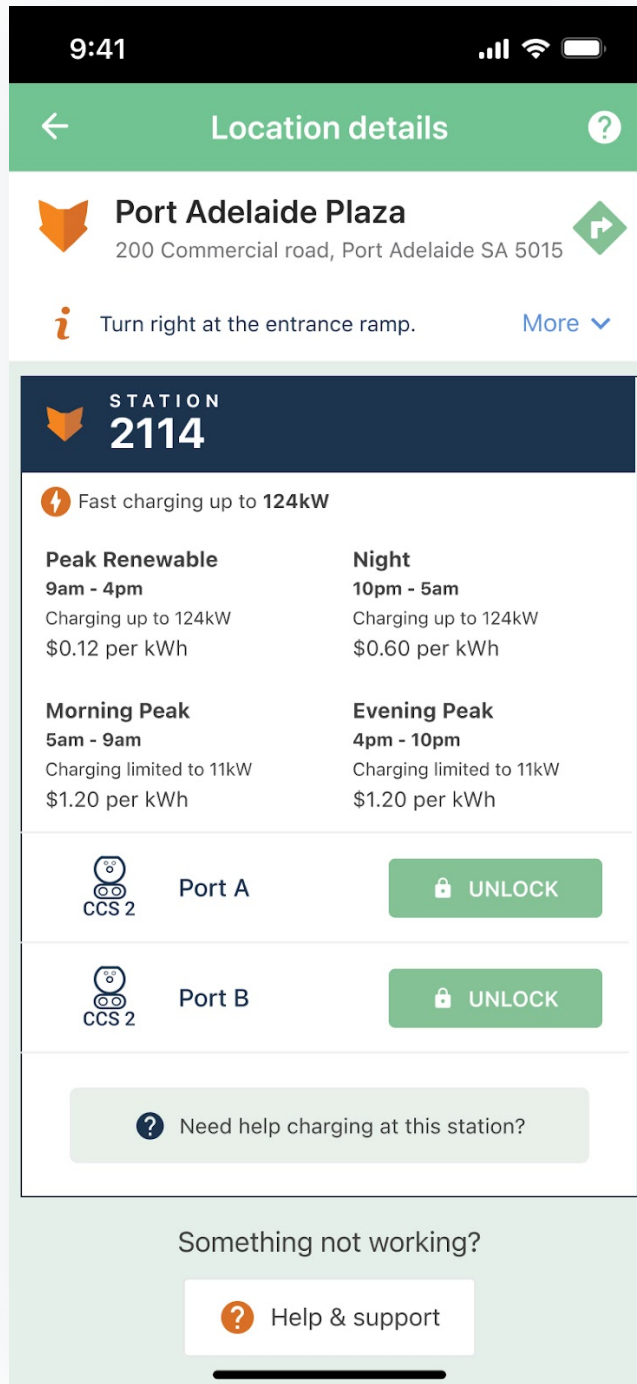 9:41
Location details
Port Adelaide Plaza
200 Commercial road, Port Adelaide SA 5015
i Turn right at the entrance ramp. More
STATION
2114
Fast charging up to 124kW
Peak Renewable
9am - 4pm
Charging up to 124kW
$0.12 per kWh
Night
10pm - 5am
Charging up to 124kW
$0.60 per kWh
Morning Peak
5am - 9am
Charging limited to 11kW
$1.20 per kWh
Evening Peak
4pm - 10pm
Charging limited to 11kW
$1.20 per kWh
CCS 2 Port A UNLOCK
CCS 2 Port B UNLOCK
? Need help charging at this station?
Something not working?
? Help & support